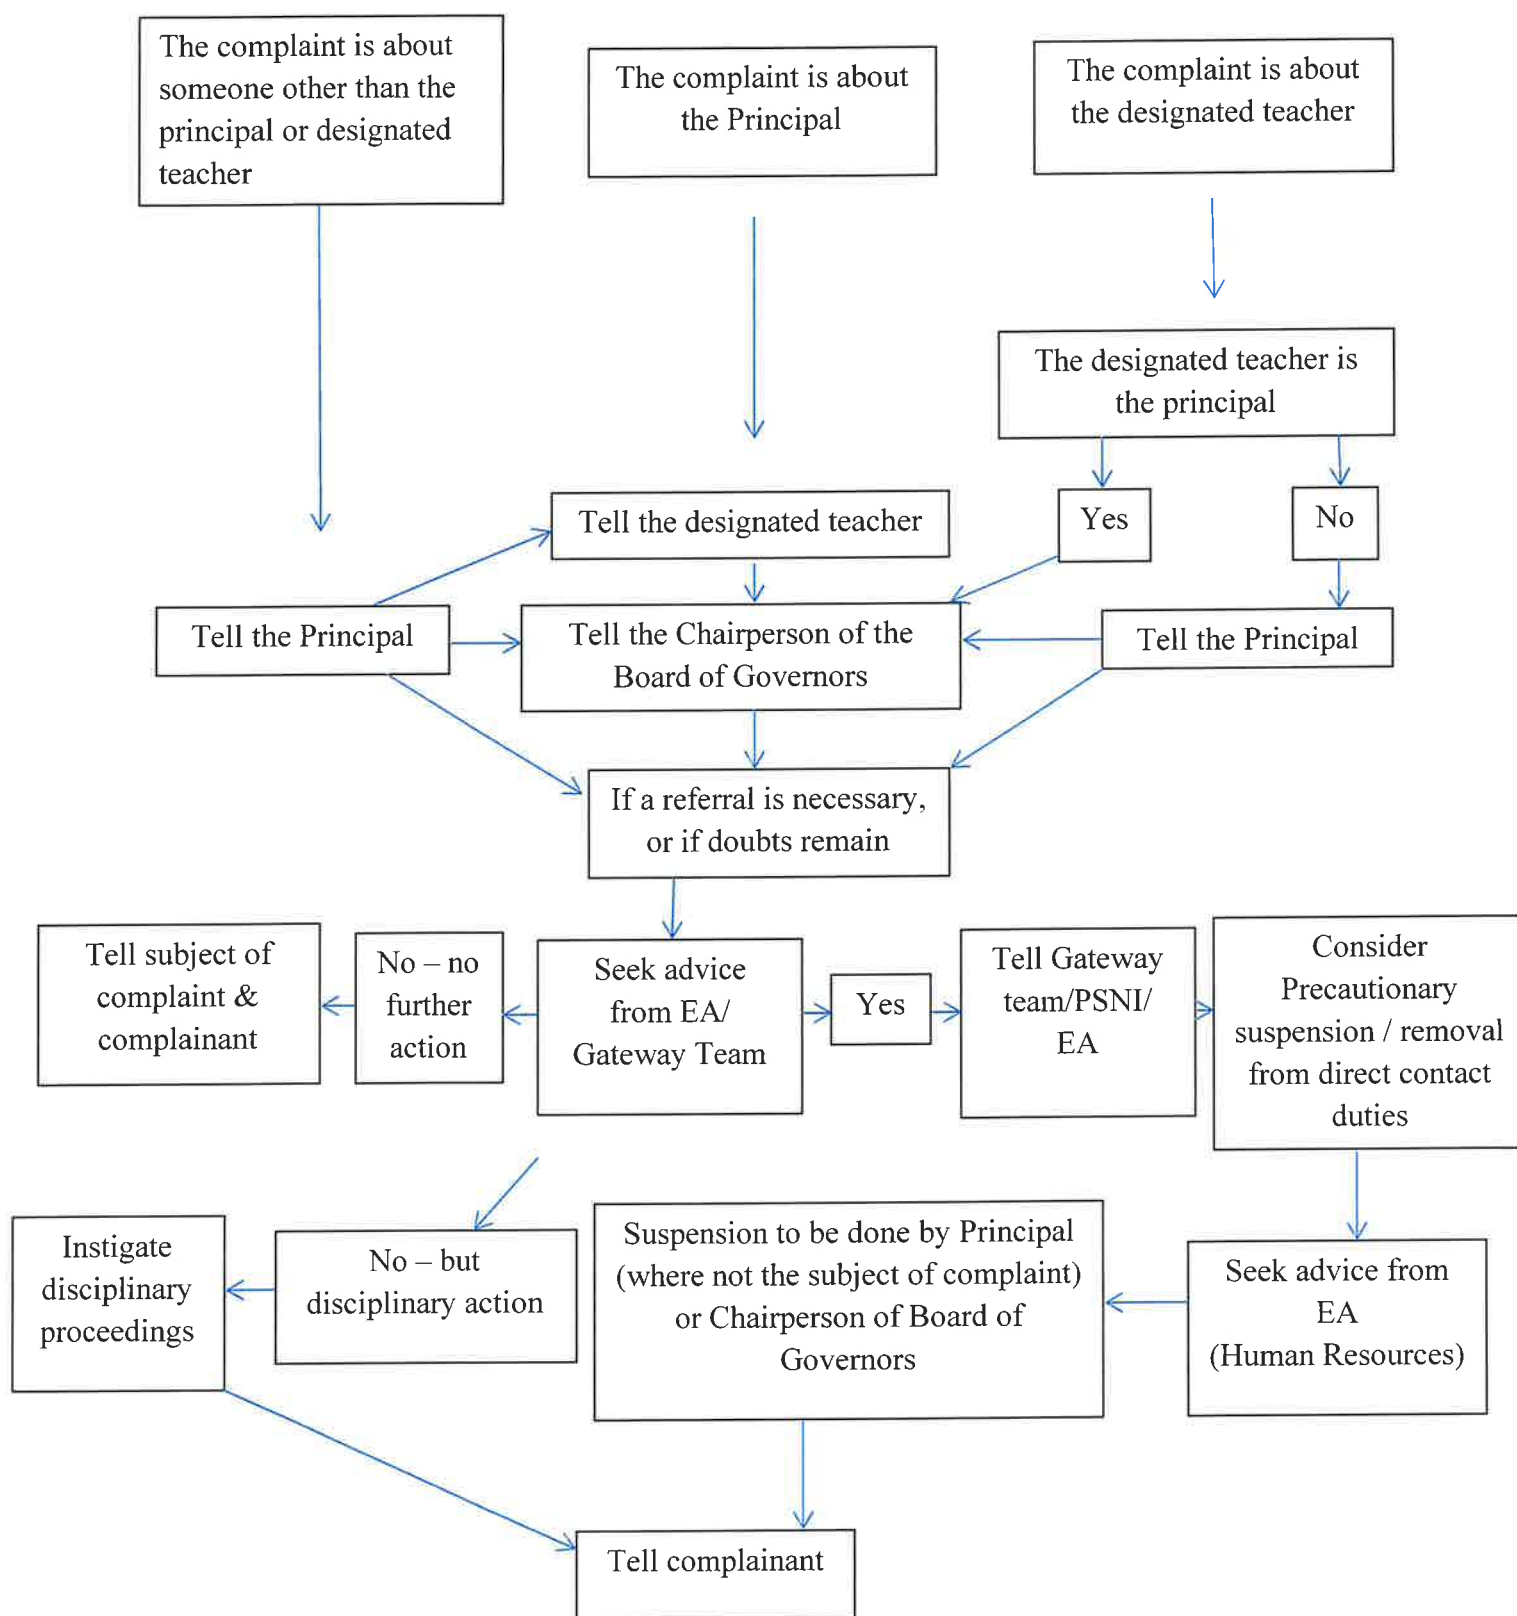 The complaint is about
someone other than the
principal or designated
teacher
The complaint is about
the Principal
The complaint is about
the designated teacher
The designated teacher is
the principal
Tell the designated teacher
Yes
No
Tell the Principal
Tell the Chairperson of the
Board of Governors
Tell the Principal
If a referral is necessary,
or if doubts remain
Tell subject of
complaint &
complainant
No – no
further
action
Seek advice
from EA/
Gateway Team
Yes
Tell Gateway
team/PSNI/
EA
Consider
Precautionary
suspension / removal
from direct contact
duties
Instigate
disciplinary
proceedings
No – but
disciplinary action
Suspension to be done by Principal
(where not the subject of complaint)
or Chairperson of Board of
Governors
Seek advice from
EA
(Human Resources)
Tell complainant